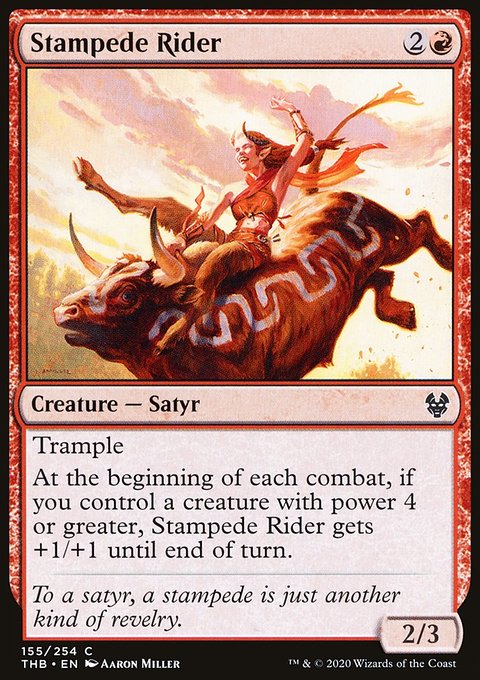 Stampede Rider 2
Creature — Satyr
Trample
At the beginning of each combat, if
you control a creature with power 4
or greater, Stampede Rider gets
+1/+1 until end of turn.
To a satyr, a stampede is just another
kind of revelry.
2/3
155/254 C
THB • EN Aaron Miller
™ & © 2020 Wizards of the Coast